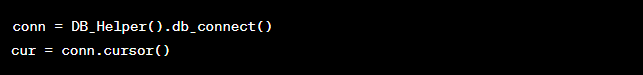 conn = DB_Helper().db_connect()
cur = conn.cursor()